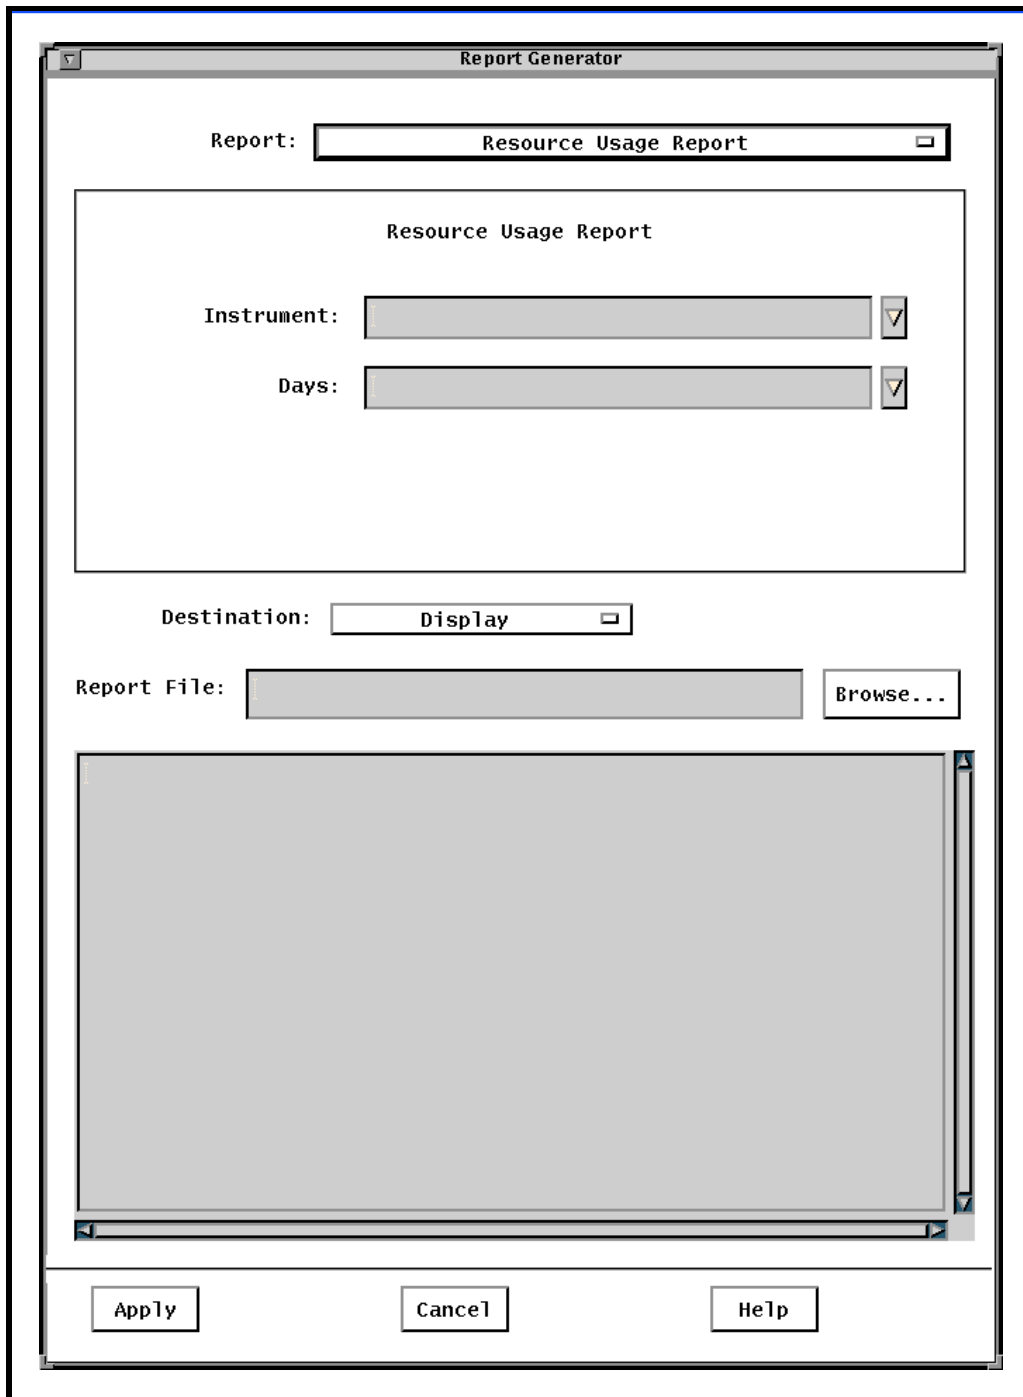 Report Generator
Report: Resource Usage Report
Resource Usage Report
Instrument:
Days:
Destination: Display
Report File: Browse...
Apply Cancel Help